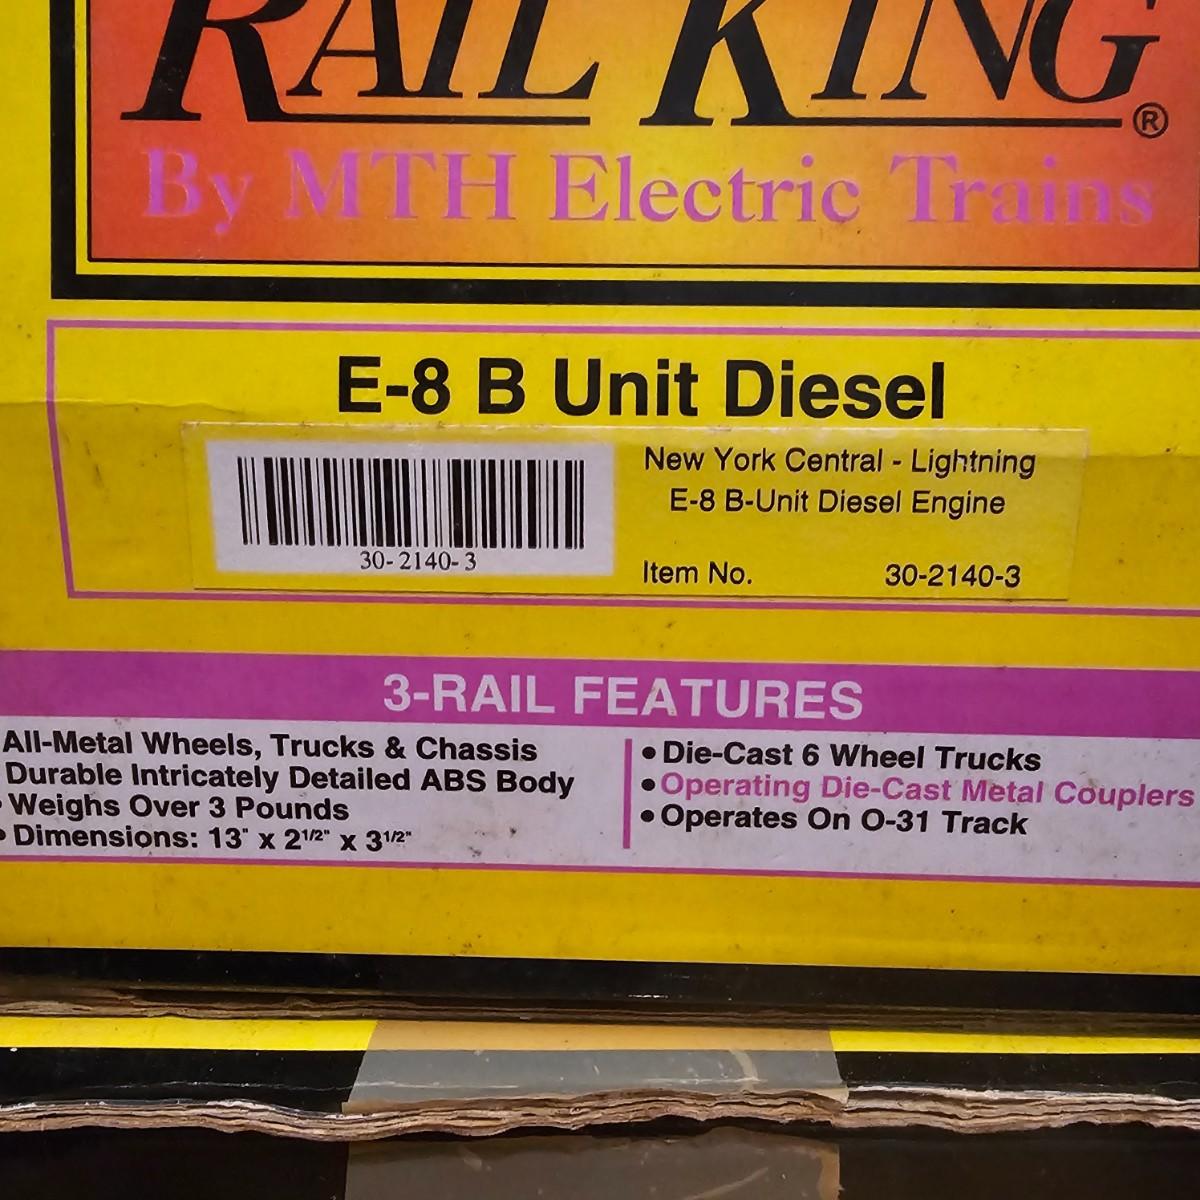 RAIL KING®
By MTH Electric Trains
E-8 B Unit Diesel
30-2140-3
New York Central - Lightning
E-8 B-Unit Diesel Engine
Item No. 30-2140-3
3-RAIL FEATURES
All-Metal Wheels, Trucks & Chassis
Durable Intricately Detailed ABS Body
• Weighs Over 3 Pounds
• Dimensions: 13" x 2 1/2" x 3 1/2"
• Die-Cast 6 Wheel Trucks
• Operating Die-Cast Metal Couplers
• Operates On O-31 Track